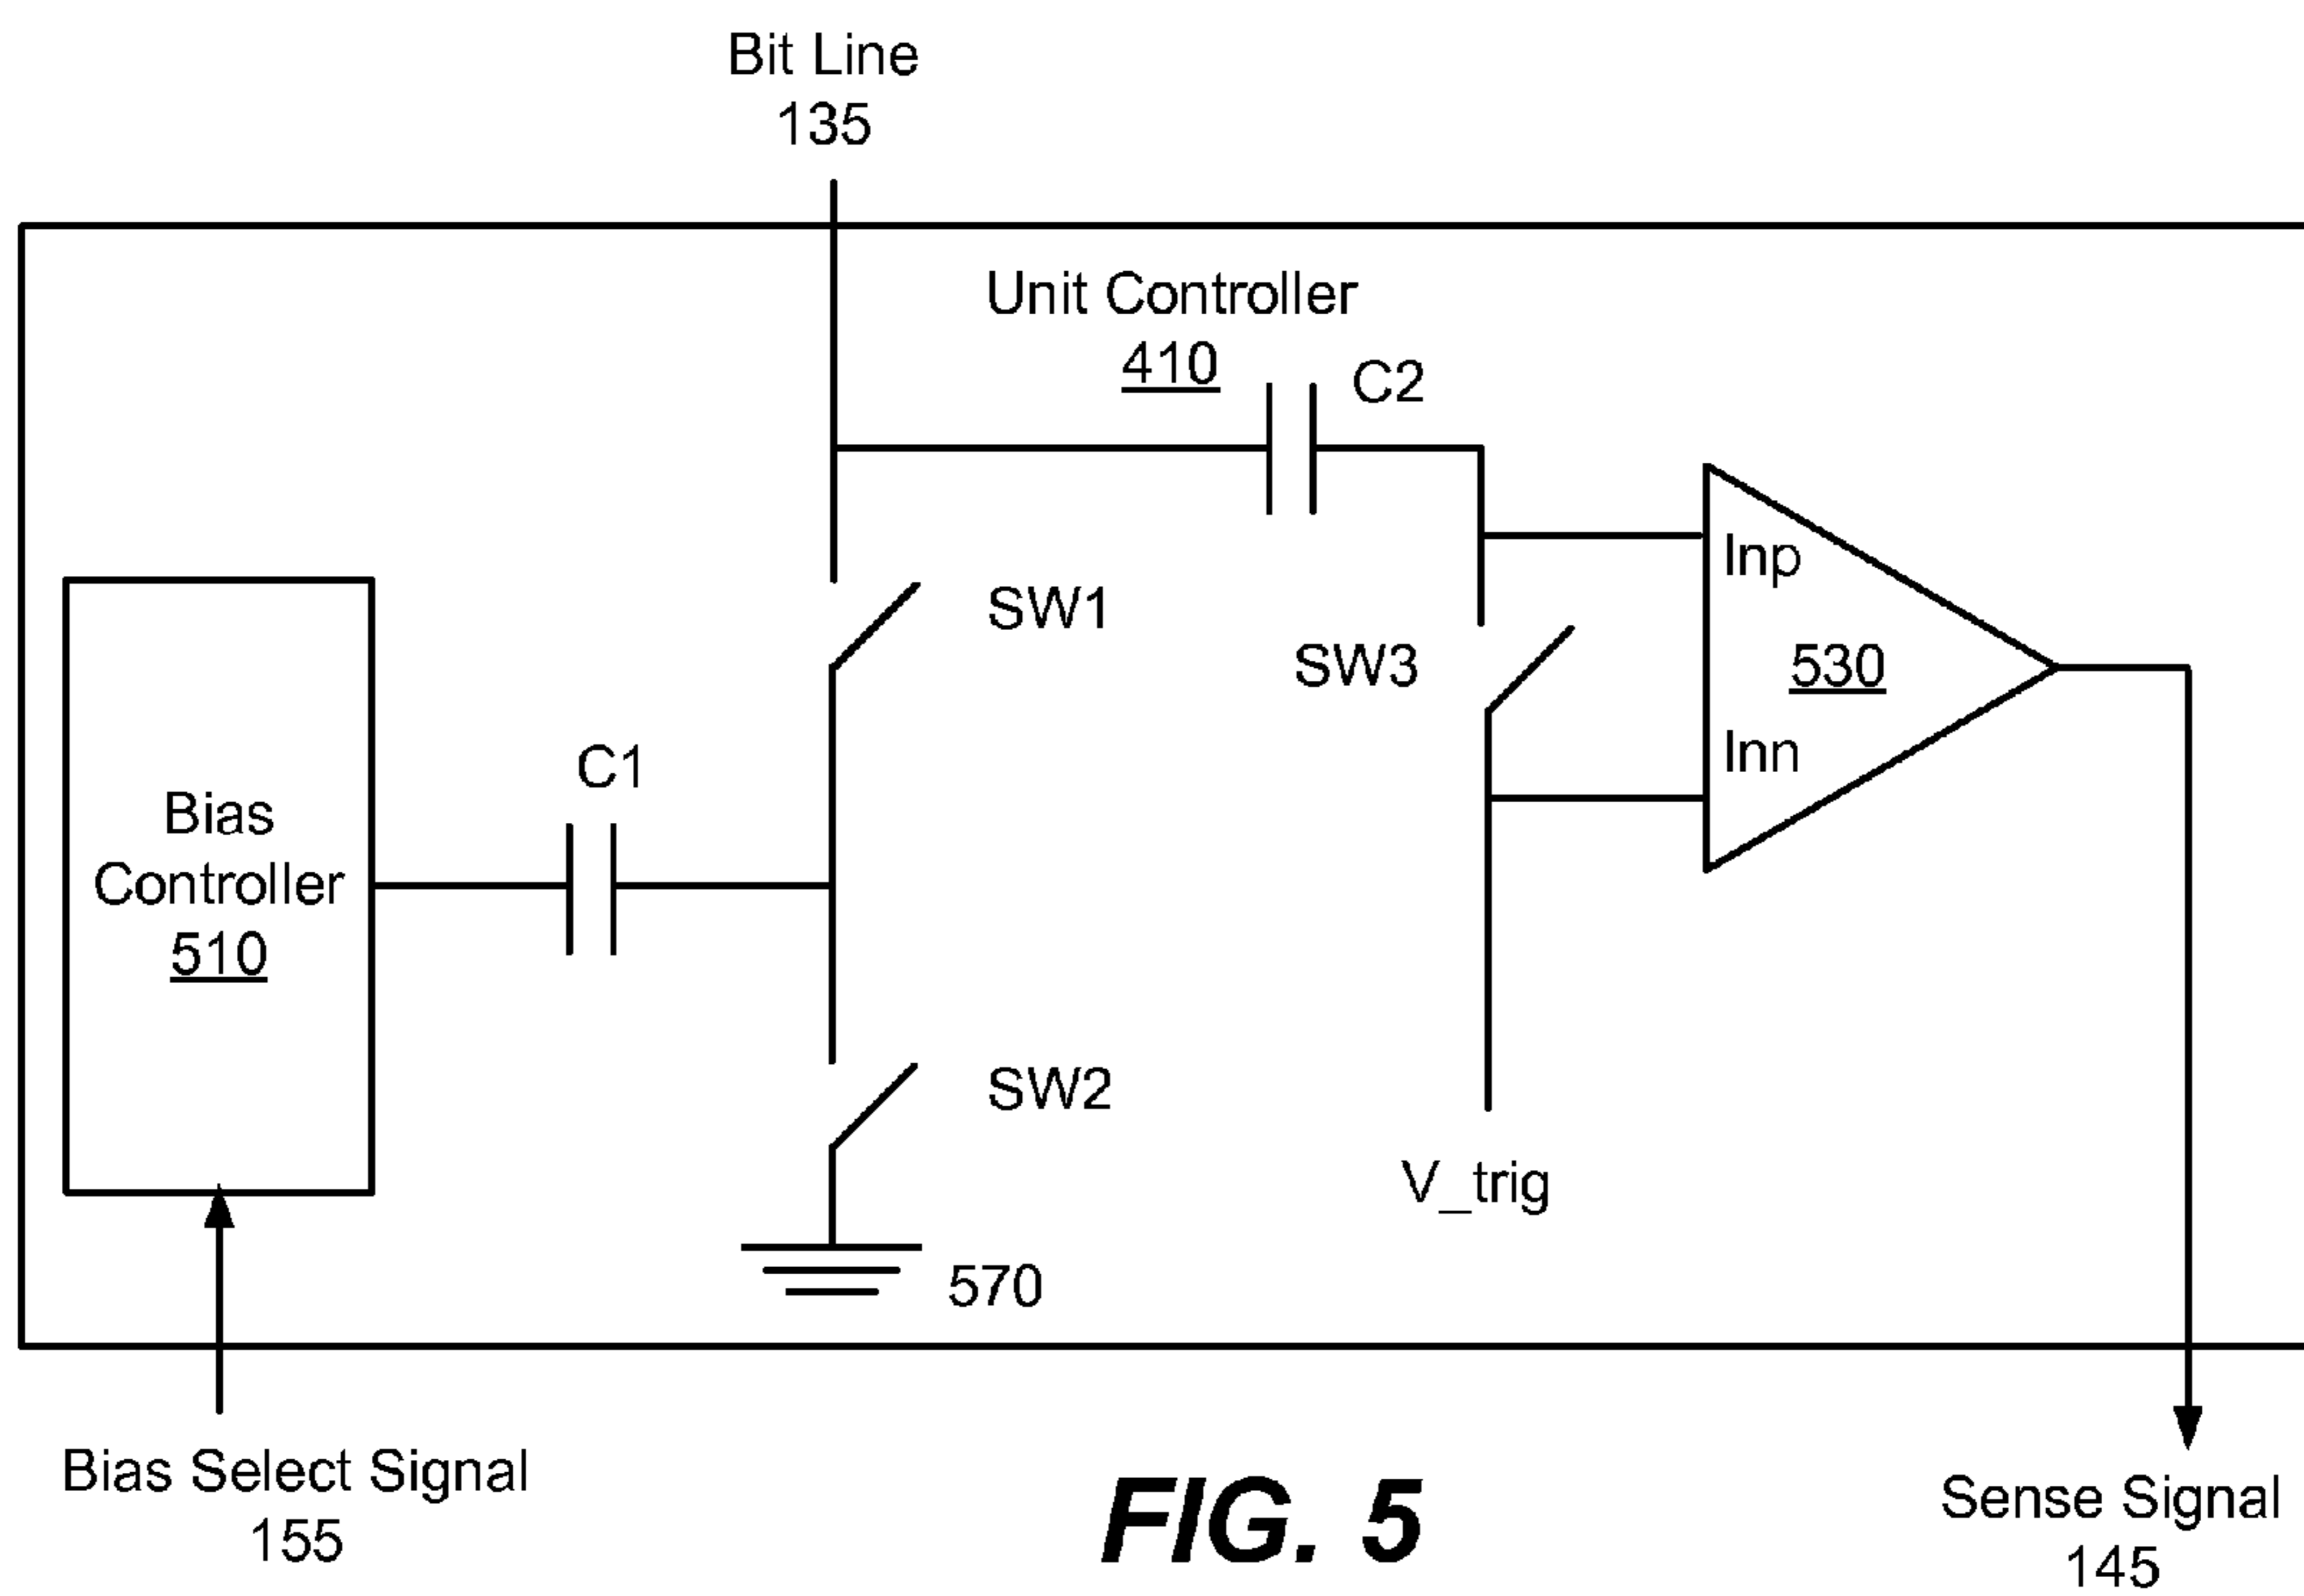 Bit Line
135
Unit Controller
410
C2
Inp
SW1
SW3
530
Inn
C1
Bias
Controller
510
SW2
V_trig
570
Bias Select Signal
155
FIG. 5
Sense Signal
145